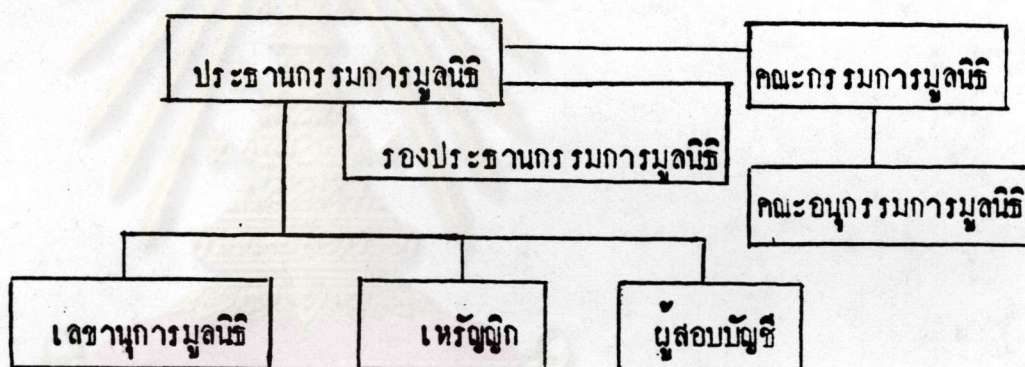 ประธานกรรมการมูลนิธิ
คณะกรรมการมูลนิธิ
รองประธานกรรมการมูลนิธิ
คณะอนุกรรมการมูลนิธิ
เลขานุการมูลนิธิ
เหรัญญิก
ผู้สอบบัญชี